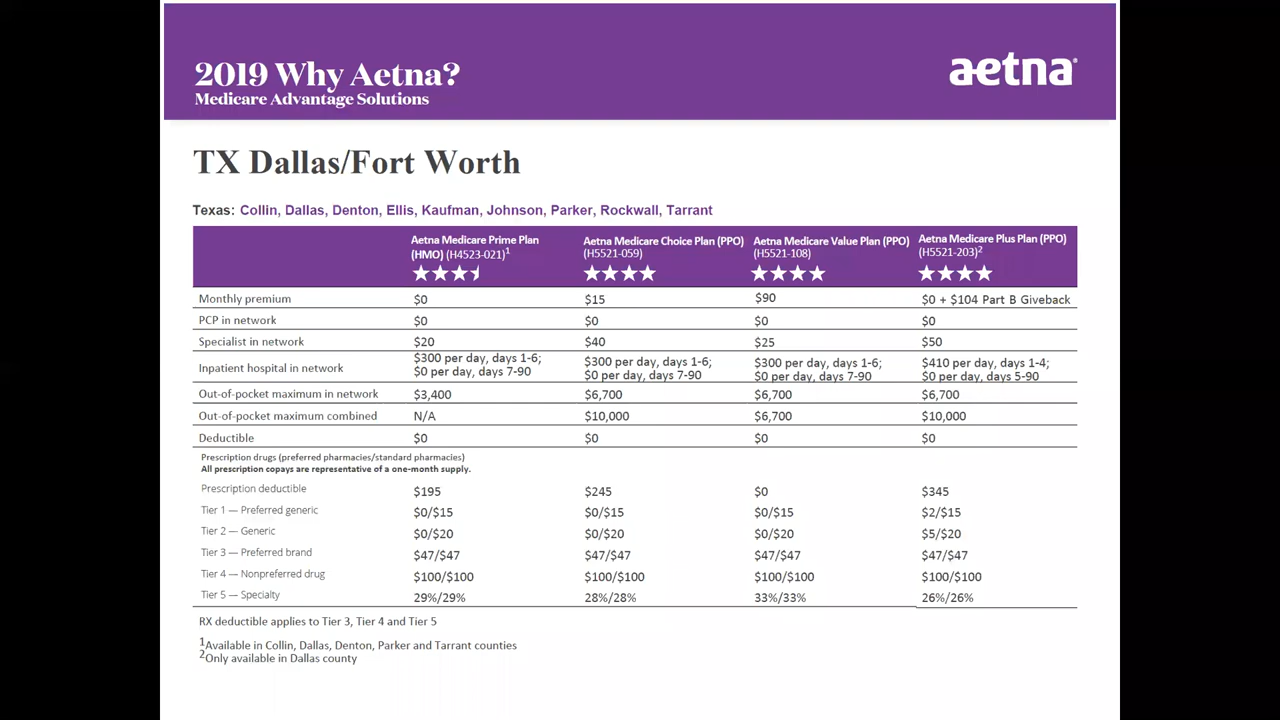 2019 Why Aetna?
Medicare Advantage Solutions
aetna®
TX Dallas/Fort Worth
Texas: Collin, Dallas, Denton, Ellis, Kaufman, Johnson, Parker, Rockwall, Tarrant
Aetna Medicare Prime Plan (HMO) (H4523-021)1 Aetna Medicare Choice Plan (PPO) (H5521-059) Aetna Medicare Value Plan (PPO) (H5521-108) Aetna Medicare Plus Plan (PPO) (H5521-203)2
Monthly premium $0 $15 $90 $0 + $104 Part B Giveback
PCP in network $0 $0 $0 $0
Specialist in network $20 $40 $25 $50
Inpatient hospital in network $300 per day, days 1-6; $0 per day, days 7-90 $300 per day, days 1-6; $0 per day, days 7-90 $300 per day, days 1-6; $0 per day, days 7-90 $410 per day, days 1-4; $0 per day, days 5-90
Out-of-pocket maximum in network $3,400 $6,700 $6,700 $6,700
Out-of-pocket maximum combined N/A $10,000 $6,700 $10,000
Deductible $0 $0 $0 $0
Prescription drugs (preferred pharmacies/standard pharmacies)
All prescription copays are representative of a one-month supply.
Prescription deductible $195 $245 $0 $345
Tier 1 — Preferred generic $0/$15 $0/$15 $0/$15 $2/$15
Tier 2 — Generic $0/$20 $0/$20 $0/$20 $5/$20
Tier 3 — Preferred brand $47/$47 $47/$47 $47/$47 $47/$47
Tier 4 — Nonpreferred drug $100/$100 $100/$100 $100/$100 $100/$100
Tier 5 — Specialty 29%/29% 28%/28% 33%/33% 26%/26%
RX deductible applies to Tier 3, Tier 4 and Tier 5
1Available in Collin, Dallas, Denton, Parker and Tarrant counties
2Only available in Dallas county